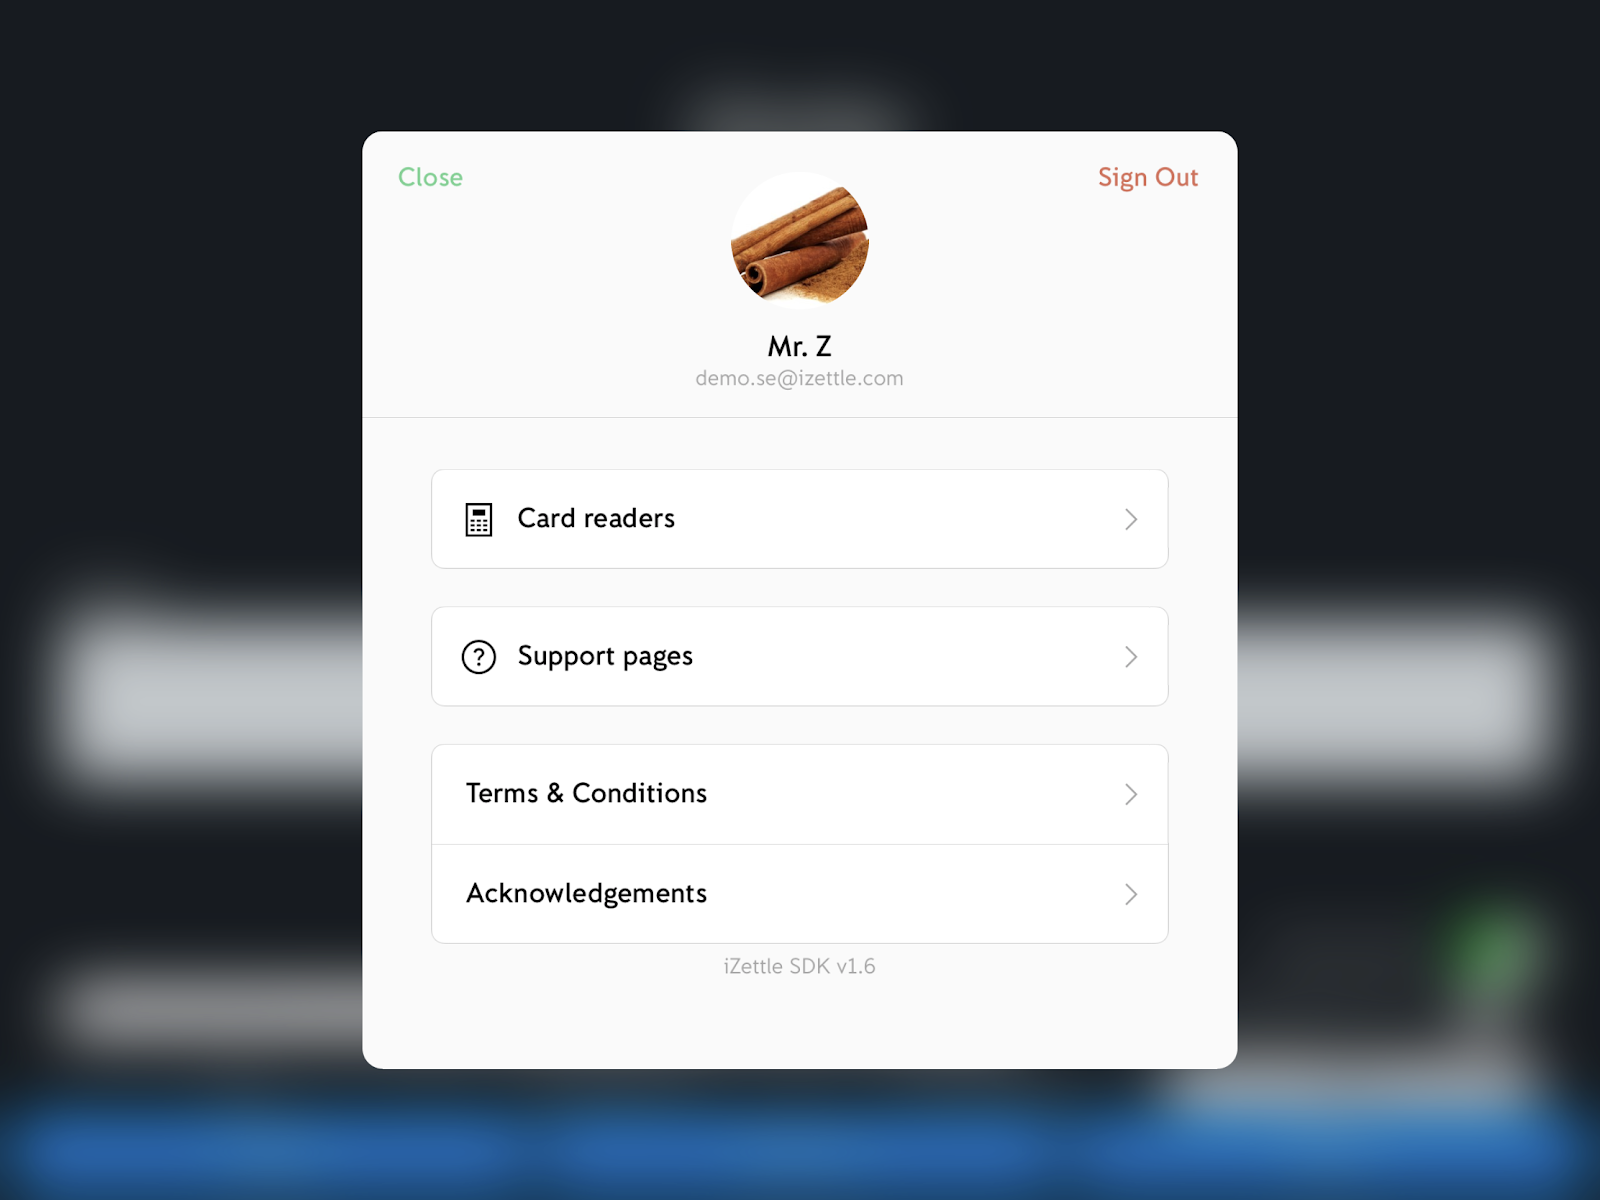 Close
Sign Out
Mr. Z
demo.se@izettle.com
Card readers
Support pages
Terms & Conditions
Acknowledgements
iZettle SDK v1.6